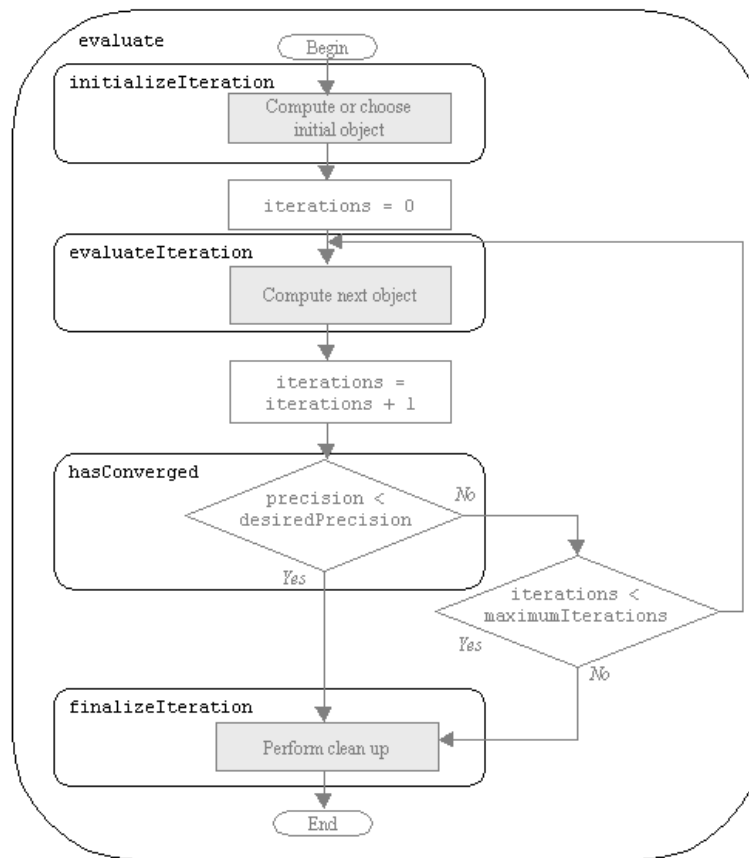 evaluate
Begin
initializeIteration
Compute or choose
initial object
iterations = 0
evaluateIteration
Compute next object
iterations =
iterations + 1
hasConverged
precision <
desiredPrecision
No
Yes
iterations <
maximumIterations
Yes
No
finalizeIteration
Perform clean up
End